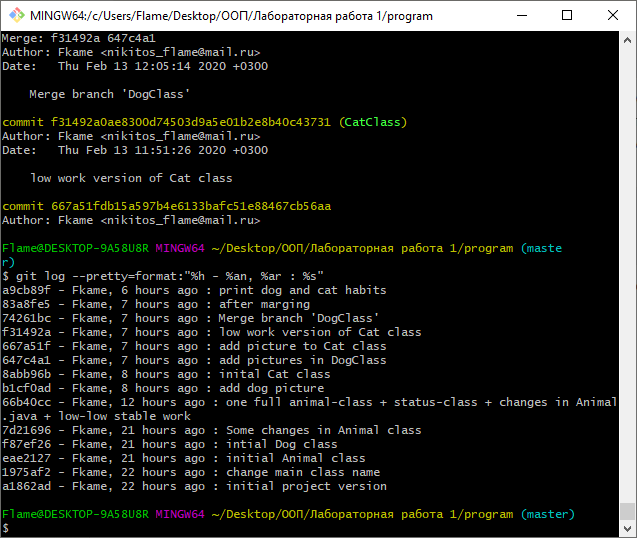 MINGW64:/c/Users/Flame/Desktop/ООП/Лабораторная работа 1/program
Merge: f31492a 647c4a1
Author: Fkame <nikitos_flame@mail.ru>
Date:   Thu Feb 13 12:05:14 2020 +0300
Merge branch 'DogClass'
commit f31492a0ae8300d74503d9a5e01b2e8b40c43731 (CatClass)
Author: Fkame <nikitos_flame@mail.ru>
Date:   Thu Feb 13 11:51:26 2020 +0300
low work version of Cat class
commit 667a51fdb15a597b4e6133bafc51e88467cb56aa
Author: Fkame <nikitos_flame@mail.ru>
Flame@DESKTOP-9A58U8R MINGW64 ~/Desktop/ООП/Лабораторная работа 1/program (maste
r)
$ git log --pretty=format:"%h - %an, %ar : %s"
a9cb89f - Fkame, 6 hours ago : print dog and cat habits
83a8fe5 - Fkame, 7 hours ago : after marging
74261bc - Fkame, 7 hours ago : Merge branch 'DogClass'
f31492a - Fkame, 7 hours ago : low work version of Cat class
667a51f - Fkame, 7 hours ago : add picture to Cat class
647c4a1 - Fkame, 7 hours ago : add pictures in DogClass
8abb96b - Fkame, 8 hours ago : inital Cat class
b1cf0ad - Fkame, 8 hours ago : add dog picture
66b40cc - Fkame, 12 hours ago : one full animal-class + status-class + changes in Animal
.java + low-low stable work
7d21696 - Fkame, 21 hours ago : Some changes in Animal class
f87ef26 - Fkame, 21 hours ago : intial Dog class
eae2127 - Fkame, 21 hours ago : initial Animal class
1975af2 - Fkame, 22 hours ago : change main class name
a1862ad - Fkame, 22 hours ago : initial project version
Flame@DESKTOP-9A58U8R MINGW64 ~/Desktop/ООП/Лабораторная работа 1/program (master)
$